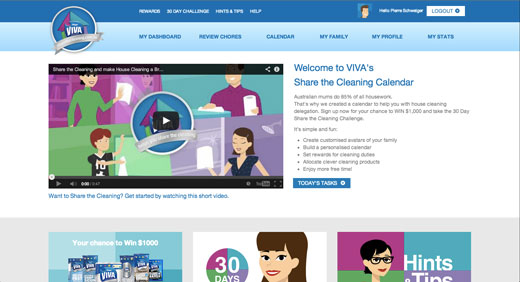 REWARDS 30 DAY CHALLENGE HINTS & TIPS HELP
Hello Pierre Schweiger
LOGOUT
VIVA
MY DASHBOARD REVIEW CHORES CALENDAR MY FAMILY MY PROFILE MY STATS
Share the Cleaning and make House Cleaning a Br...
0:00 / 0:47
YouTube
Want to Share the Cleaning? Get started by watching this short video.
Welcome to VIVA's
Share the Cleaning Calendar
Australian mums do 85% of all housework.
That's why we created a calendar to help you with house cleaning
delegation. Sign up now for your chance to WIN $1,000 and take the 30 Day
Share the Cleaning Challenge.
It's simple and fun:
Create customised avatars of your family
Build a personalised calendar
Set rewards for cleaning duties
Allocate clever cleaning products
Enjoy more free time!
TODAY'S TASKS
Your chance to Win $1000
VIVA
30
DAYS
Hints
& Tips